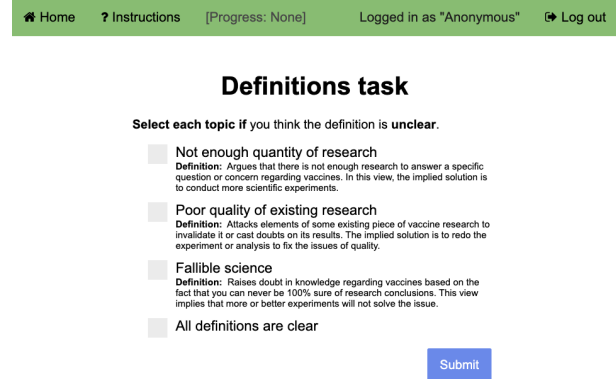 Home ? Instructions [Progress: None] Logged in as "Anonymous" Log out
Definitions task
Select each topic if you think the definition is unclear.
Not enough quantity of research
Definition: Argues that there is not enough research to answer a specific
question or concern regarding vaccines. In this view, the implied solution is
to conduct more scientific experiments.
Poor quality of existing research
Definition: Attacks elements of some existing piece of vaccine research to
invalidate it or cast doubts on its results. The implied solution is to redo the
experiment or analysis to fix the issues of quality.
Fallible science
Definition: Raises doubt in knowledge regarding vaccines based on the
fact that you can never be 100% sure of research conclusions. This view
implies that more or better experiments will not solve the issue.
All definitions are clear
Submit